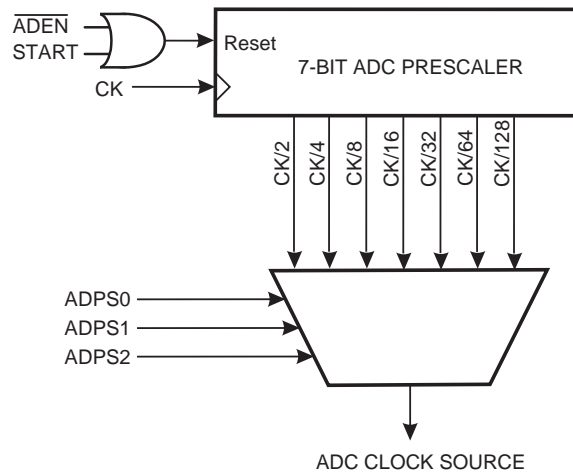 ADEN
START
Reset
7-BIT ADC PRESCALER
CK
CK/2
CK/4
CK/8
CK/16
CK/32
CK/64
CK/128
ADPS0
ADPS1
ADPS2
ADC CLOCK SOURCE